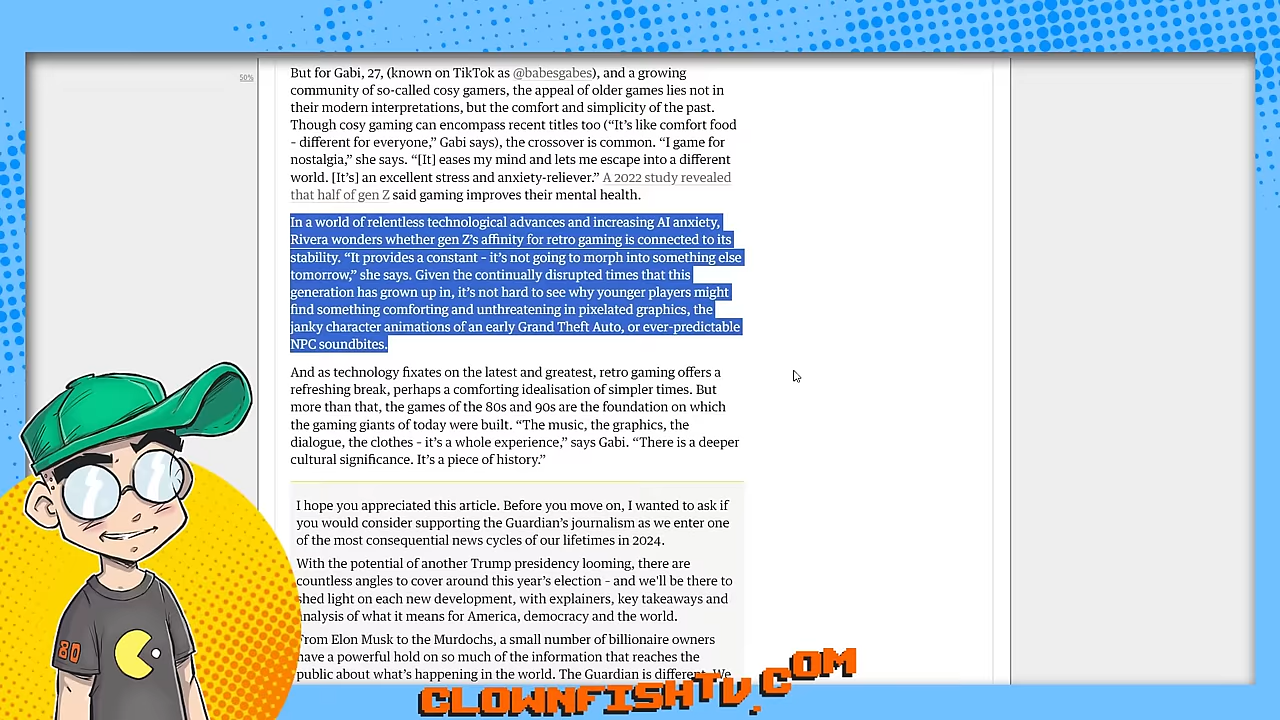 50%
But for Gabi, 27, (known on TikTok as @babesgabes), and a growing
community of so-called cosy gamers, the appeal of older games lies not in
their modern interpretations, but the comfort and simplicity of the past.
Though cosy gaming can encompass recent titles too (“It’s like comfort food
– different for everyone,” Gabi says), the crossover is common. “I game for
nostalgia,” she says. “[It] eases my mind and lets me escape into a different
world. [It’s] an excellent stress and anxiety-reliever.” A 2022 study revealed
that half of gen Z said gaming improves their mental health.
In a world of relentless technological advances and increasing AI anxiety,
Rivera wonders whether gen Z’s affinity for retro gaming is connected to its
stability. “It provides a constant – it’s not going to morph into something else
tomorrow,” she says. Given the continually disrupted times that this
generation has grown up in, it’s not hard to see why younger players might
find something comforting and unthreatening in pixelated graphics, the
janky character animations of an early Grand Theft Auto, or ever-predictable
NPC soundbites.
And as technology fixates on the latest and greatest, retro gaming offers a
refreshing break, perhaps a comforting idealisation of simpler times. But
more than that, the games of the 80s and 90s are the foundation on which
the gaming giants of today were built. “The music, the graphics, the
dialogue, the clothes – it’s a whole experience,” says Gabi. “There is a deeper
cultural significance. It’s a piece of history.”
I hope you appreciated this article. Before you move on, I wanted to ask if
you would consider supporting the Guardian’s journalism as we enter one
of the most consequential news cycles of our lifetimes in 2024.
With the potential of another Trump presidency looming, there are
countless angles to cover around this year’s election – and we'll be there to
shed light on each new development, with explainers, key takeaways and
analysis of what it means for America, democracy and the world.
From Elon Musk to the Murdochs, a small number of billionaire owners
have a powerful hold on so much of the information that reaches the
public about what’s happening in the world. The Guardian is different. We
80
CLOWNFISHTV.COM